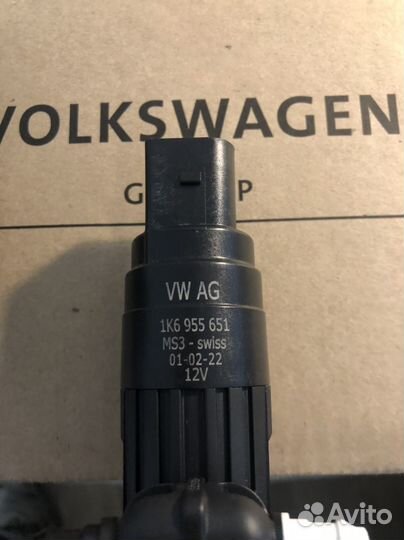 VOLKSWAGEN
G P
VW AG
1K6 955 651
MS3 - swiss
01-02-22
12V
Avito